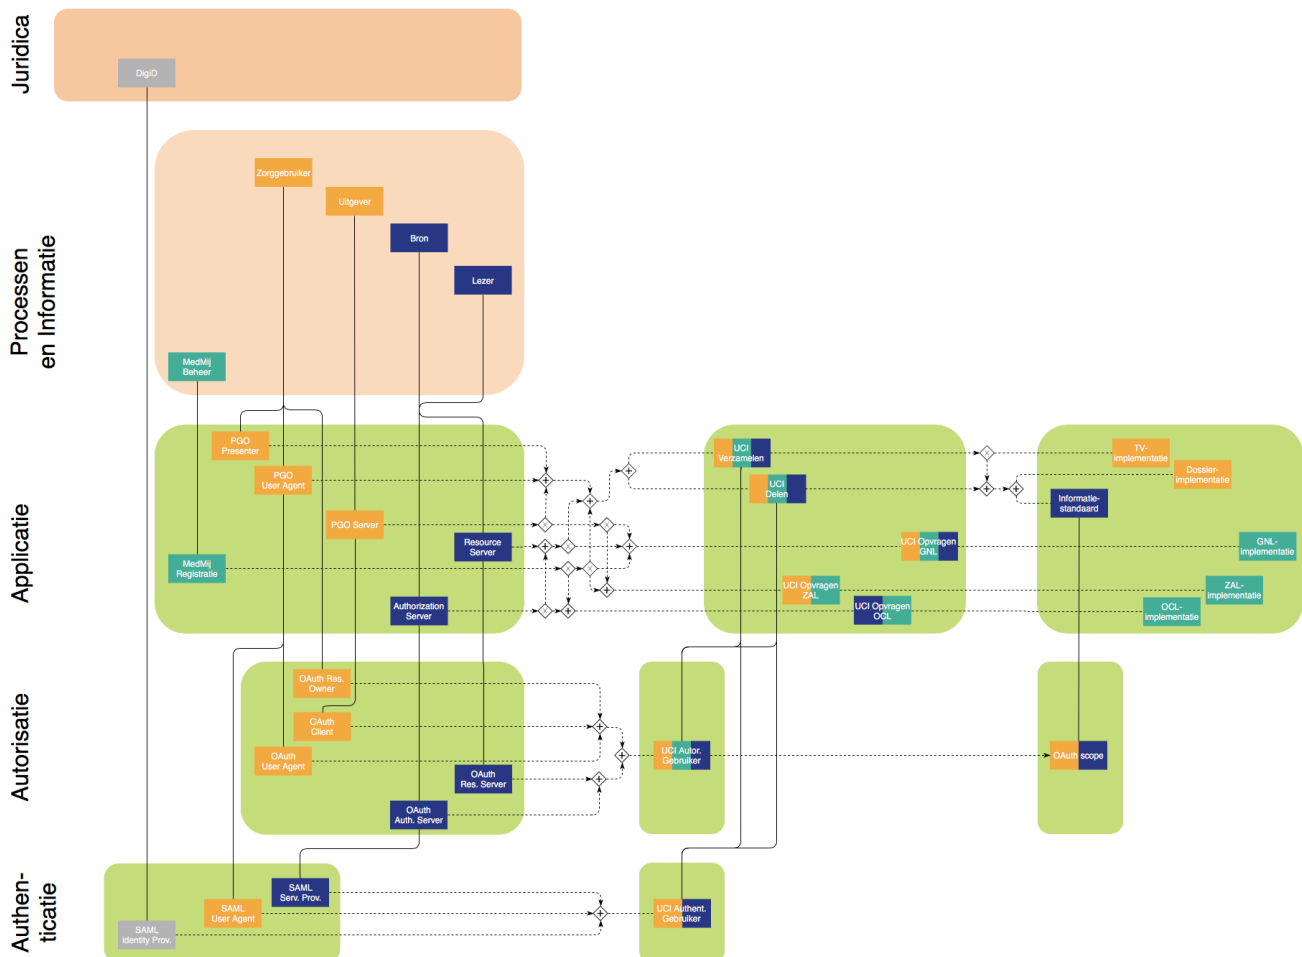 Juridica
DigiD
Processen
en Informatie
Zorggebruiker
Uitgever
Bron
Lezer
MedMij
Beheer
Applicatie
PGO
Presenter
PGO
User Agent
PGO Server
Resource
Server
MedMij
Registratie
Authorization
Server
UCI
Verzamelen
UCI
Delen
UCI Opvragen
GNL
UCI Opvragen
ZAL
UCI Opvragen
OCL
TV-
implementatie
Dossier-
implementatie
Informatie-
standaard
GNL-
implementatie
ZAL-
implementatie
OCL-
implementatie
Autorisatie
OAuth Res.
Owner
OAuth
Client
OAuth
User Agent
OAuth
Res. Server
OAuth
Auth. Server
UCI Autor.
Gebruiker
OAuth scope
Authen-
ticatie
SAML
Serv. Prov.
SAML
User Agent
SAML
Identity Prov.
UCI Authent.
Gebruiker